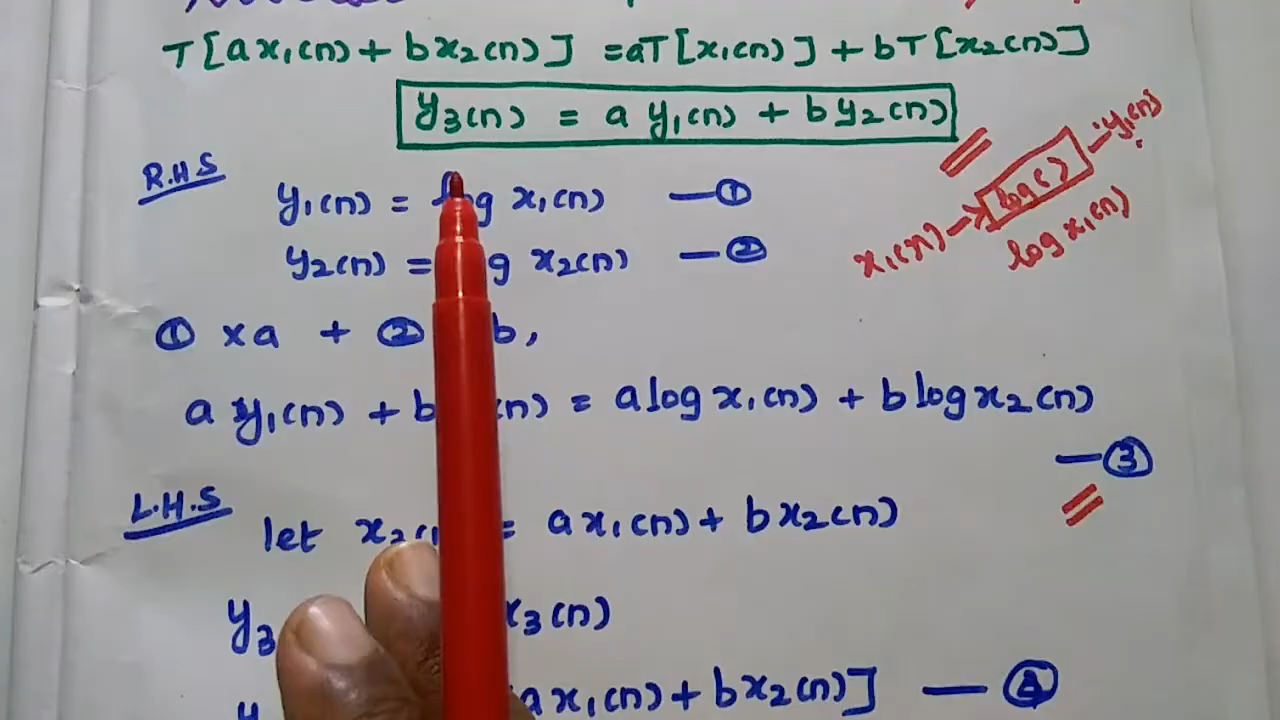 T[ax₁(n) + bx₂(n)] = aT[x₁(n)] + bT[x₂(n)]
y₃(n) = a y₁(n) + b y₂(n)
R.H.S
y₁(n) = log x₁(n) —①
y₂(n) = g x₂(n) —②
x₁(n) → log( ) → y₁(n)
log x₁(n)
① x a + ② b,
a y₁(n) + b (n) = a log x₁(n) + b log x₂(n)
—③
L.H.S
let x₂( = ax₁(n) + bx₂(n)
y₃ x₃(n)
ax₁(n) + bx₂(n)] —④